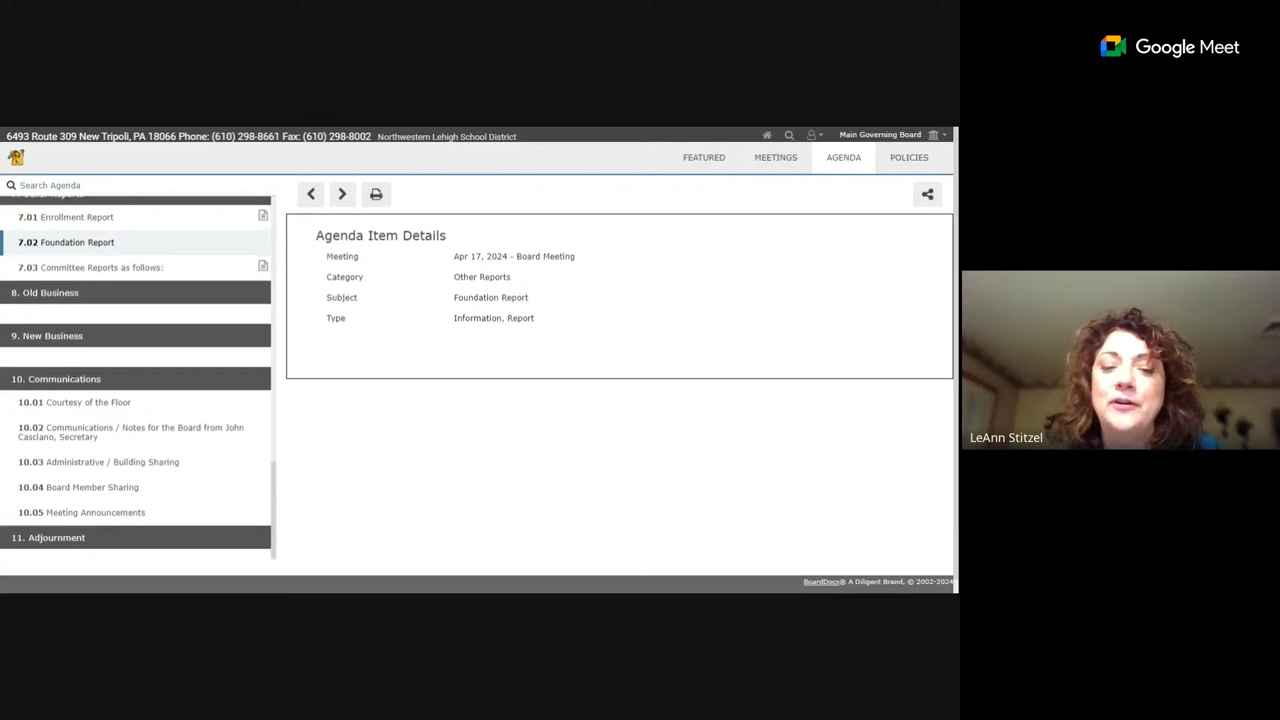 Google Meet
6493 Route 309 New Tripoli, PA 18066 Phone: (610) 298-8661 Fax: (610) 298-8002 Northwestern Lehigh School District
Main Governing Board
FEATURED MEETINGS AGENDA POLICIES
Search Agenda
7.01 Enrollment Report
7.02 Foundation Report
7.03 Committee Reports as follows:
8. Old Business
9. New Business
10. Communications
10.01 Courtesy of the Floor
10.02 Communications / Notes for the Board from John
Casciano, Secretary
10.03 Administrative / Building Sharing
10.04 Board Member Sharing
10.05 Meeting Announcements
11. Adjournment
Agenda Item Details
Meeting Apr 17, 2024 - Board Meeting
Category Other Reports
Subject Foundation Report
Type Information, Report
BoardDocs® A Diligent Brand, © 2002-2024
LeAnn Stitzel